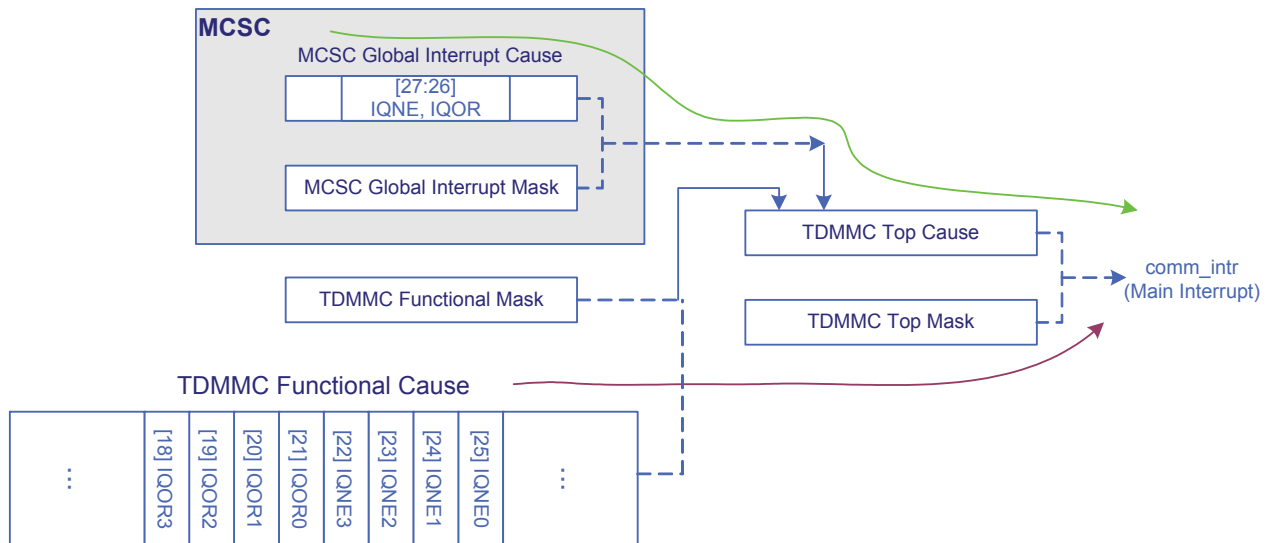 MCSC
MCSC Global Interrupt Cause
[27:26]
IQNE, IQOR
MCSC Global Interrupt Mask
TDMMC Functional Mask
TDMMC Top Cause
TDMMC Top Mask
comm_intr
(Main Interrupt)
TDMMC Functional Cause
...
[18] IQOR3
[19] IQOR2
[20] IQOR1
[21] IQOR0
[22] IQNE3
[23] IQNE2
[24] IQNE1
[25] IQNE0
...